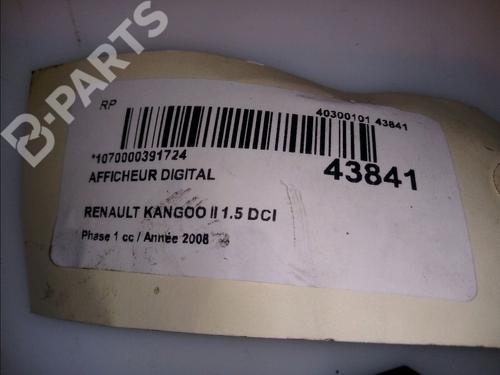 B-PARTS
RP
40300101 43841
*1070000391724
43841
AFFICHEUR DIGITAL
RENAULT KANGOO II 1.5 DCI
Phase 1 cc / Année 2008